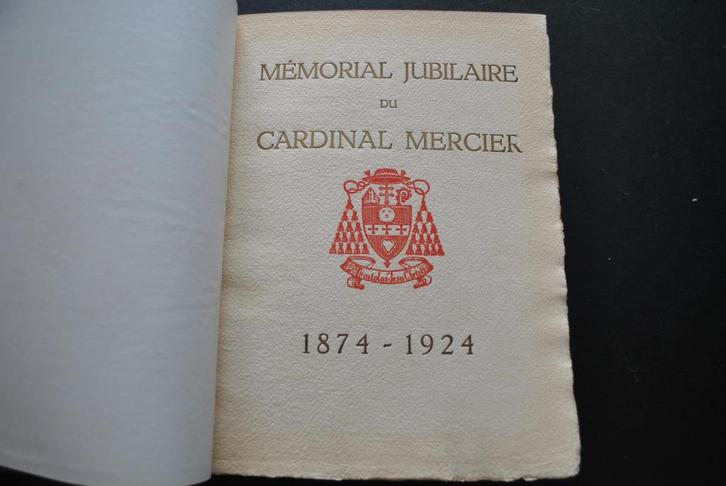 MÉMORIAL JUBILAIRE
DU
CARDINAL MERCIER
1874 - 1924